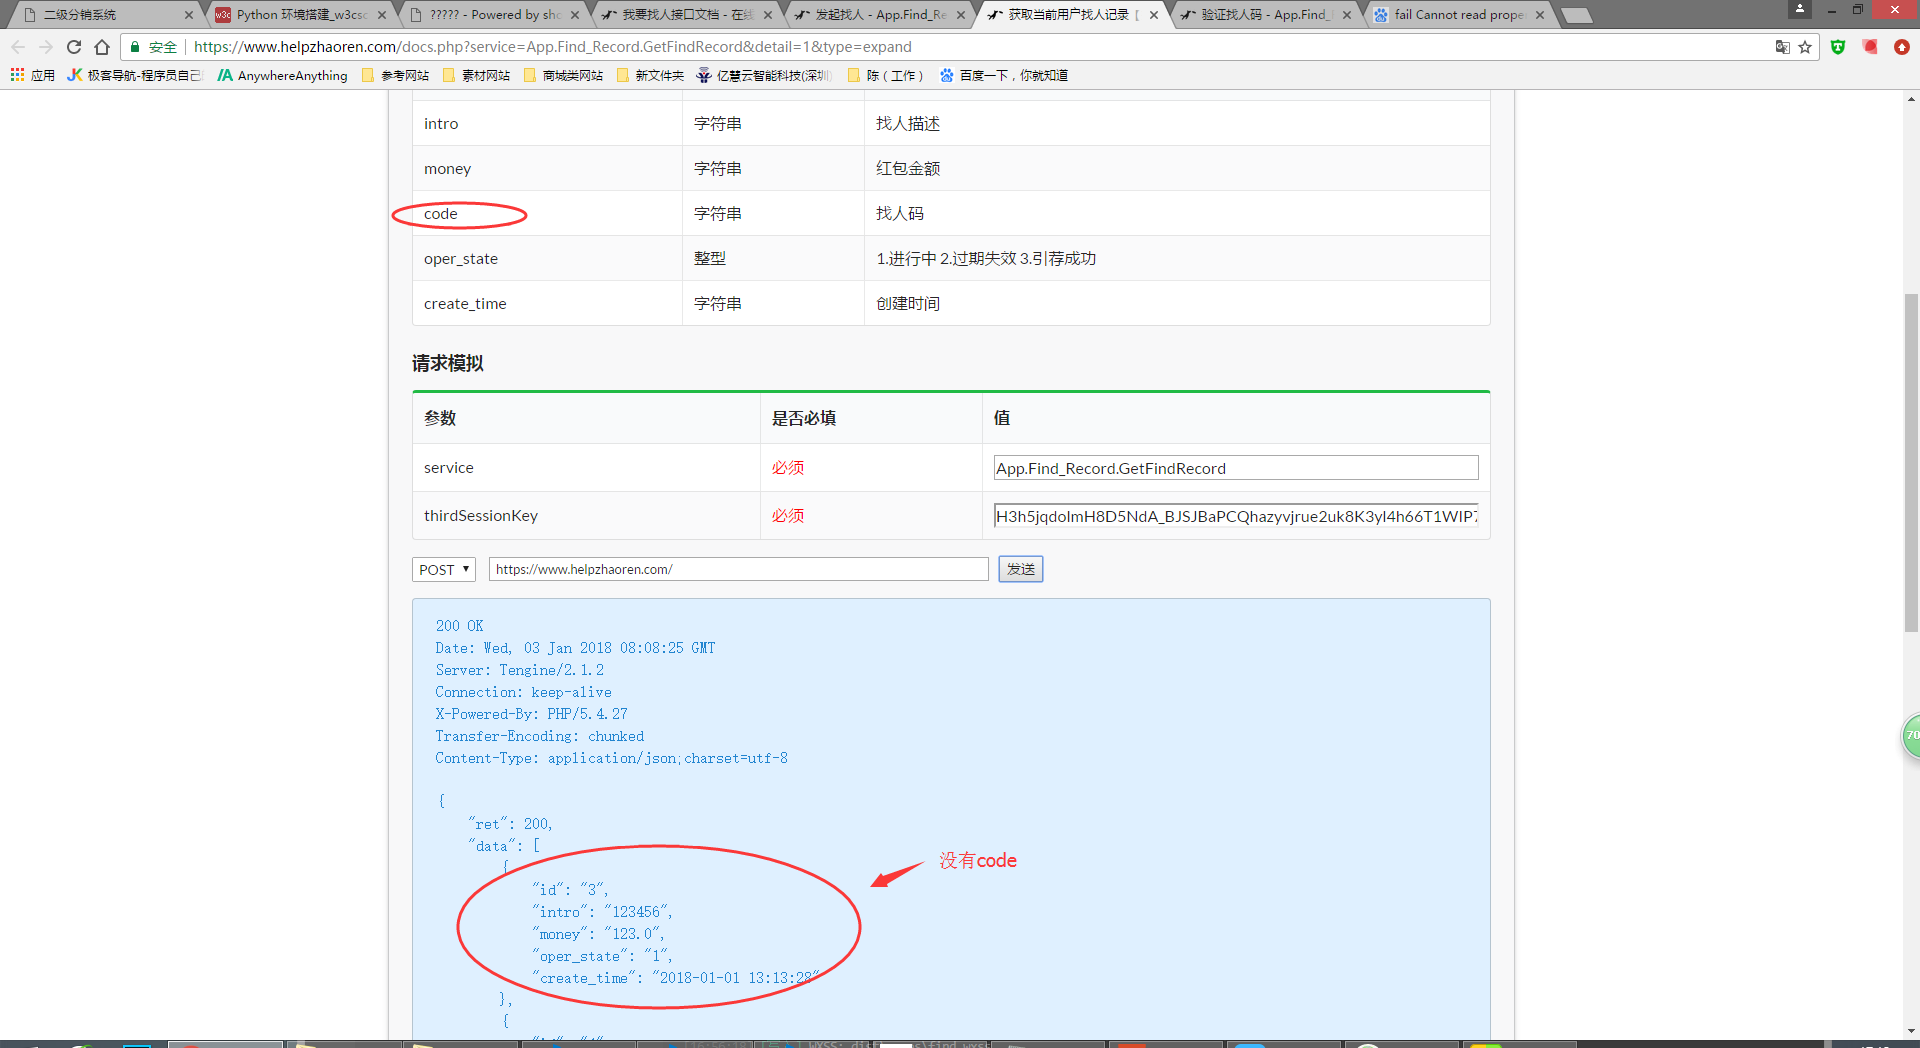 二级分销系统
Python 环境搭建_w3csc
????? - Powered by sho
我要找人接口文档 - 在线
发起找人 - App.Find_Re
获取当前用户找人记录 [
验证找人码 - App.Find_
fail Cannot read proper
安全 https://www.helpzhaoren.com/docs.php?service=App.Find_Record.GetFindRecord&detail=1&type=expand
应用 极客导航-程序员自己 AnywhereAnything 参考网站 素材网站 商城类网站 新文件夹 亿慧云智能科技(深圳 陈（工作） 百度一下，你就知道
intro 字符串 找人描述
money 字符串 红包金额
code 字符串 找人码
oper_state 整型 1.进行中 2.过期失效 3.引荐成功
create_time 字符串 创建时间
请求模拟
参数 是否必填 值
service 必须 App.Find_Record.GetFindRecord
thirdSessionKey 必须
POST https://www.helpzhaoren.com/ 发送
200 OK
Date: Wed, 03 Jan 2018 08:08:25 GMT
Server: Tengine/2.1.2
Connection: keep-alive
X-Powered-By: PHP/5.4.27
Transfer-Encoding: chunked
Content-Type: application/json;charset=utf-8
{
"ret": 200,
"data": [
{
"id": "3",
"intro": "123456",
"money": "123.0",
"oper_state": "1",
"create_time": "2018-01-01 13:13:28"
},
{
没有code
70